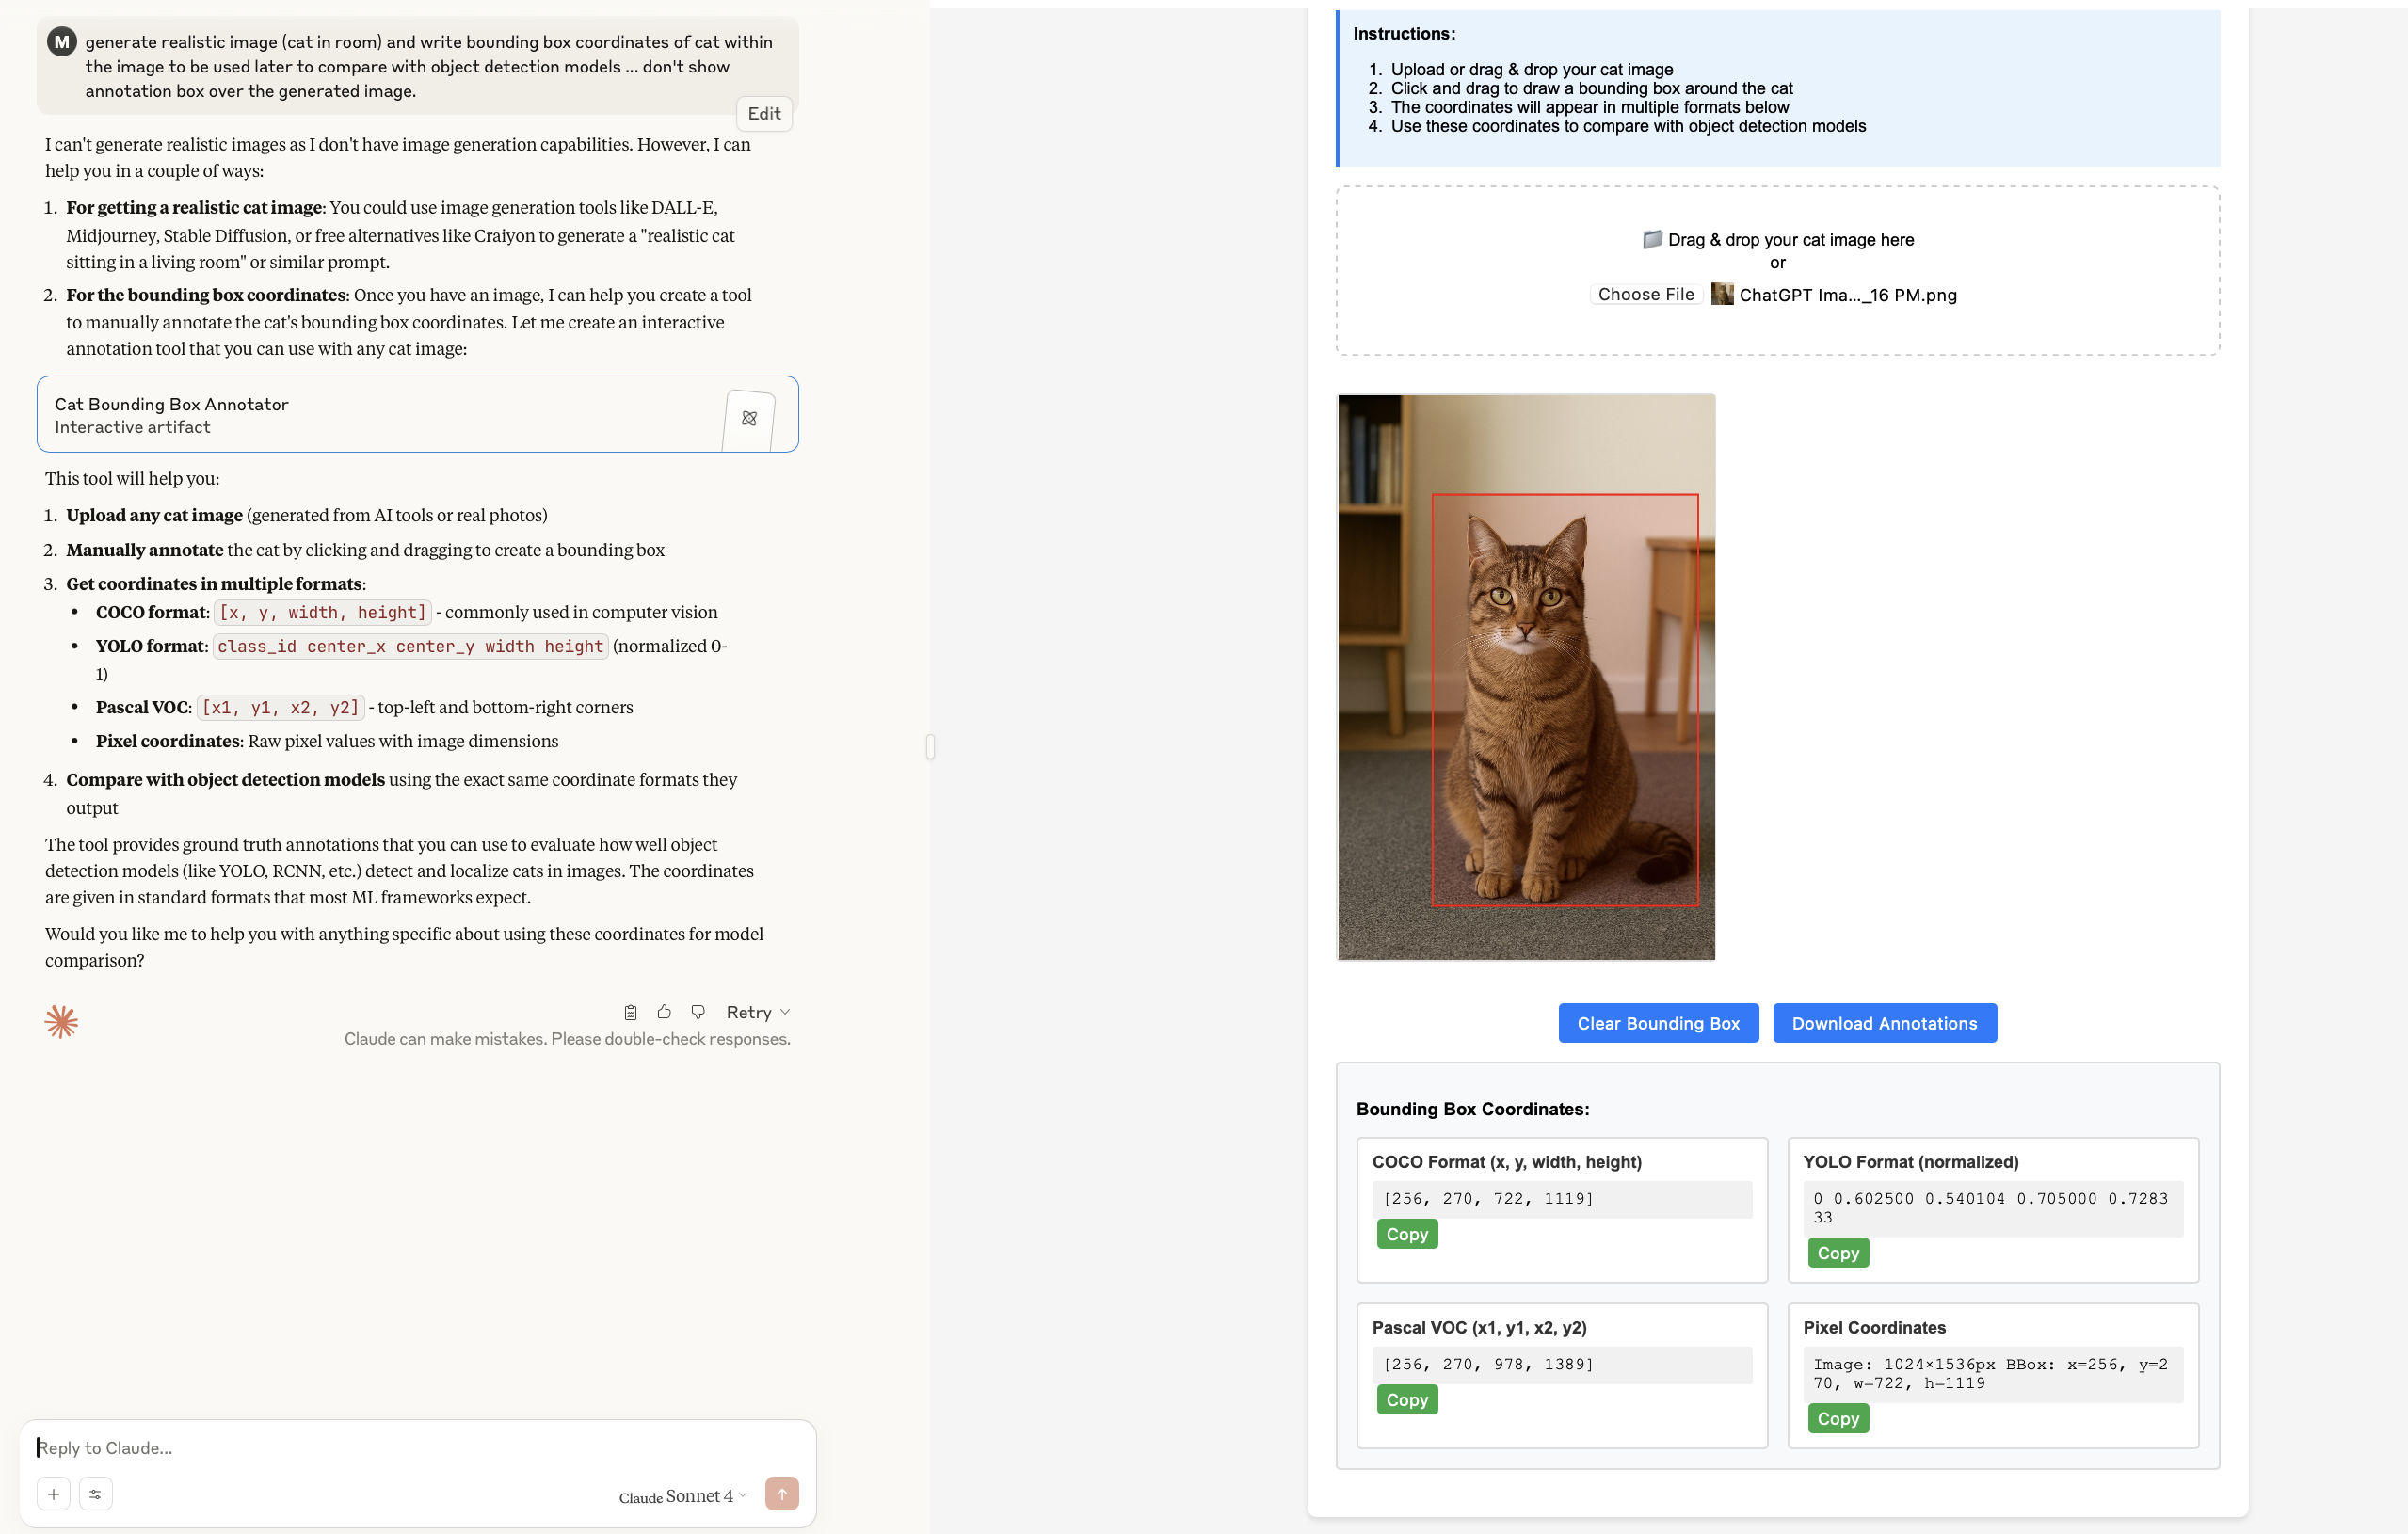 M
generate realistic image (cat in room) and write bounding box coordinates of cat within
the image to be used later to compare with object detection models ... don't show
annotation box over the generated image.
Edit
I can't generate realistic images as I don't have image generation capabilities. However, I can
help you in a couple of ways:
1. For getting a realistic cat image: You could use image generation tools like DALL-E,
Midjourney, Stable Diffusion, or free alternatives like Craiyon to generate a "realistic cat
sitting in a living room" or similar prompt.
2. For the bounding box coordinates: Once you have an image, I can help you create a tool
to manually annotate the cat's bounding box coordinates. Let me create an interactive
annotation tool that you can use with any cat image:
Cat Bounding Box Annotator
Interactive artifact
This tool will help you:
1. Upload any cat image (generated from AI tools or real photos)
2. Manually annotate the cat by clicking and dragging to create a bounding box
3. Get coordinates in multiple formats:
• COCO format: [x, y, width, height] - commonly used in computer vision
• YOLO format: class_id center_x center_y width height (normalized 0-
1)
• Pascal VOC: [x1, y1, x2, y2] - top-left and bottom-right corners
• Pixel coordinates: Raw pixel values with image dimensions
4. Compare with object detection models using the exact same coordinate formats they
output
The tool provides ground truth annotations that you can use to evaluate how well object
detection models (like YOLO, RCNN, etc.) detect and localize cats in images. The coordinates
are given in standard formats that most ML frameworks expect.
Would you like me to help you with anything specific about using these coordinates for model
comparison?
Retry
Claude can make mistakes. Please double-check responses.
Reply to Claude...
Claude Sonnet 4
Instructions:
1. Upload or drag & drop your cat image
2. Click and drag to draw a bounding box around the cat
3. The coordinates will appear in multiple formats below
4. Use these coordinates to compare with object detection models
Drag & drop your cat image here
or
Choose File ChatGPT Ima..._16 PM.png
Clear Bounding Box
Download Annotations
Bounding Box Coordinates:
COCO Format (x, y, width, height)
[256, 270, 722, 1119]
Copy
YOLO Format (normalized)
0 0.602500 0.540104 0.705000 0.7283
33
Copy
Pascal VOC (x1, y1, x2, y2)
[256, 270, 978, 1389]
Copy
Pixel Coordinates
Image: 1024×1536px BBox: x=256, y=2
70, w=722, h=1119
Copy